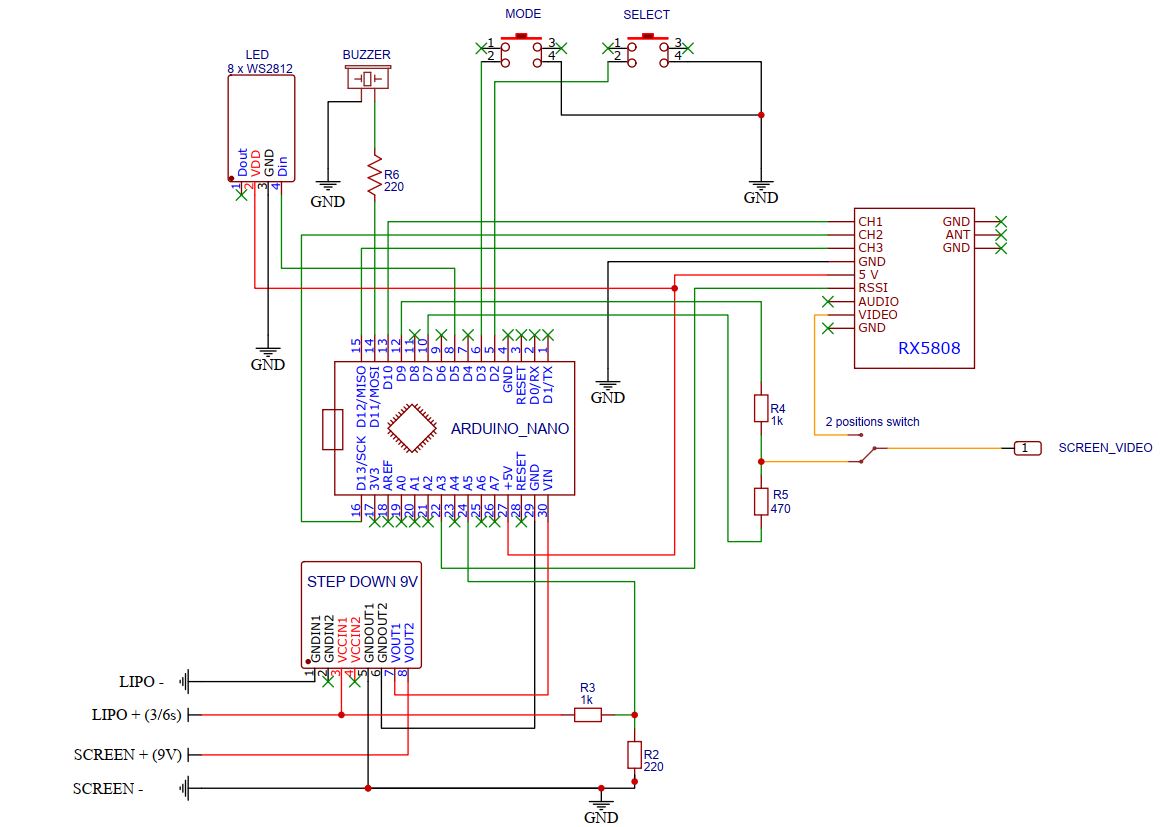 MODE
SELECT
1
2
3
4
1
2
3
4
LED
8 x WS2812
BUZZER
Dout
VDD
GND
Din
1
2
3
4
R6
220
GND
GND
GND
GND
CH1
CH2
CH3
GND
5 V
RSSI
AUDIO
VIDEO
GND
GND
ANT
GND
RX5808
15
14
13
12
11
10
9
8
7
6
5
4
3
2
1
D12/MISO
D11/MOSI
D10
D9
D8
D7
D6
D5
D4
D3
D2
GND
RESET
D0/RX
D1/TX
ARDUINO_NANO
D13/SCK
3V3
AREF
A0
A1
A2
A3
A4
A5
A6
A7
+5V
RESET
GND
VIN
16
17
18
19
20
21
22
23
24
25
26
27
28
29
30
R4
1k
2 positions switch
1
SCREEN_VIDEO
R5
470
STEP DOWN 9V
GNDIN1
GNDIN2
VCCIN1
VCCIN2
GNDOUT1
GNDOUT2
VOUT1
VOUT2
1
2
3
4
5
6
7
8
LIPO -
LIPO + (3/6s)
SCREEN + (9V)
SCREEN -
R3
1k
R2
220
GND